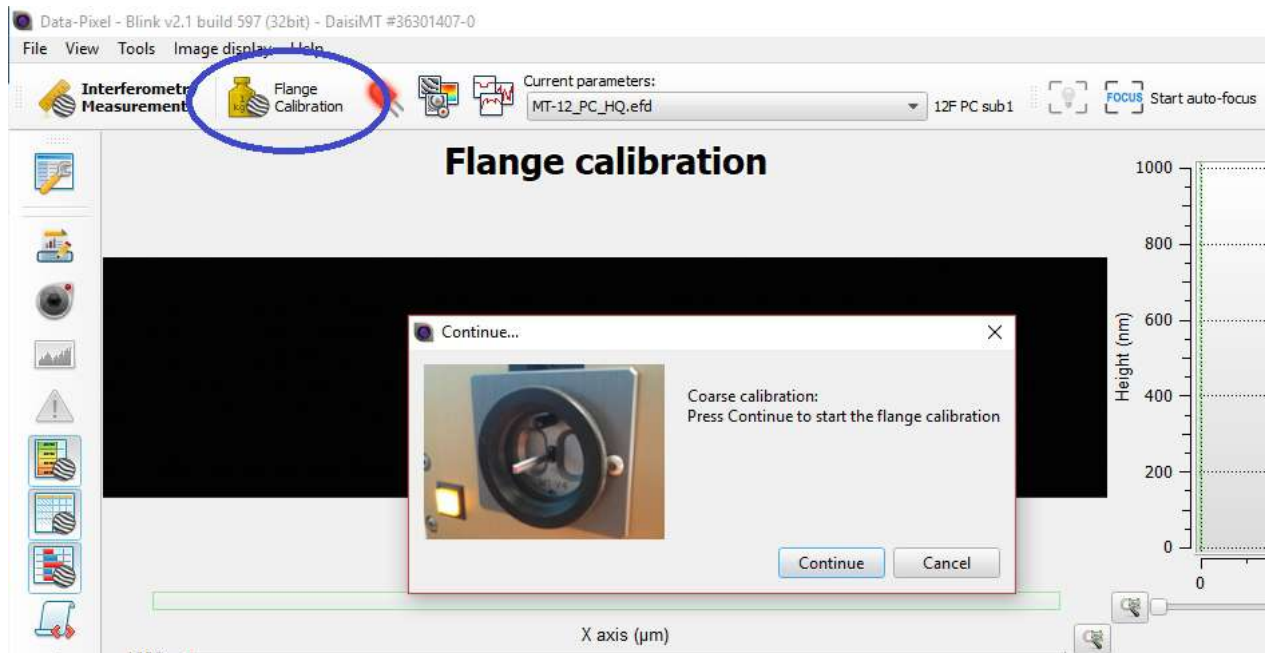 Data-Pixel - Blink v2.1 build 597 (32bit) - DaisiMT #36301407-0
File View Tools Image display Help
Interferometry
Measurement
Flange
Calibration
Current parameters:
MT-12_PC_HQ.efd
12F PC sub1
FOCUS Start auto-focus
Flange calibration
1000
800
600
400
200
0
Height (nm)
0
Continue...
Coarse calibration:
Press Continue to start the flange calibration
Continue
Cancel
X axis (µm)